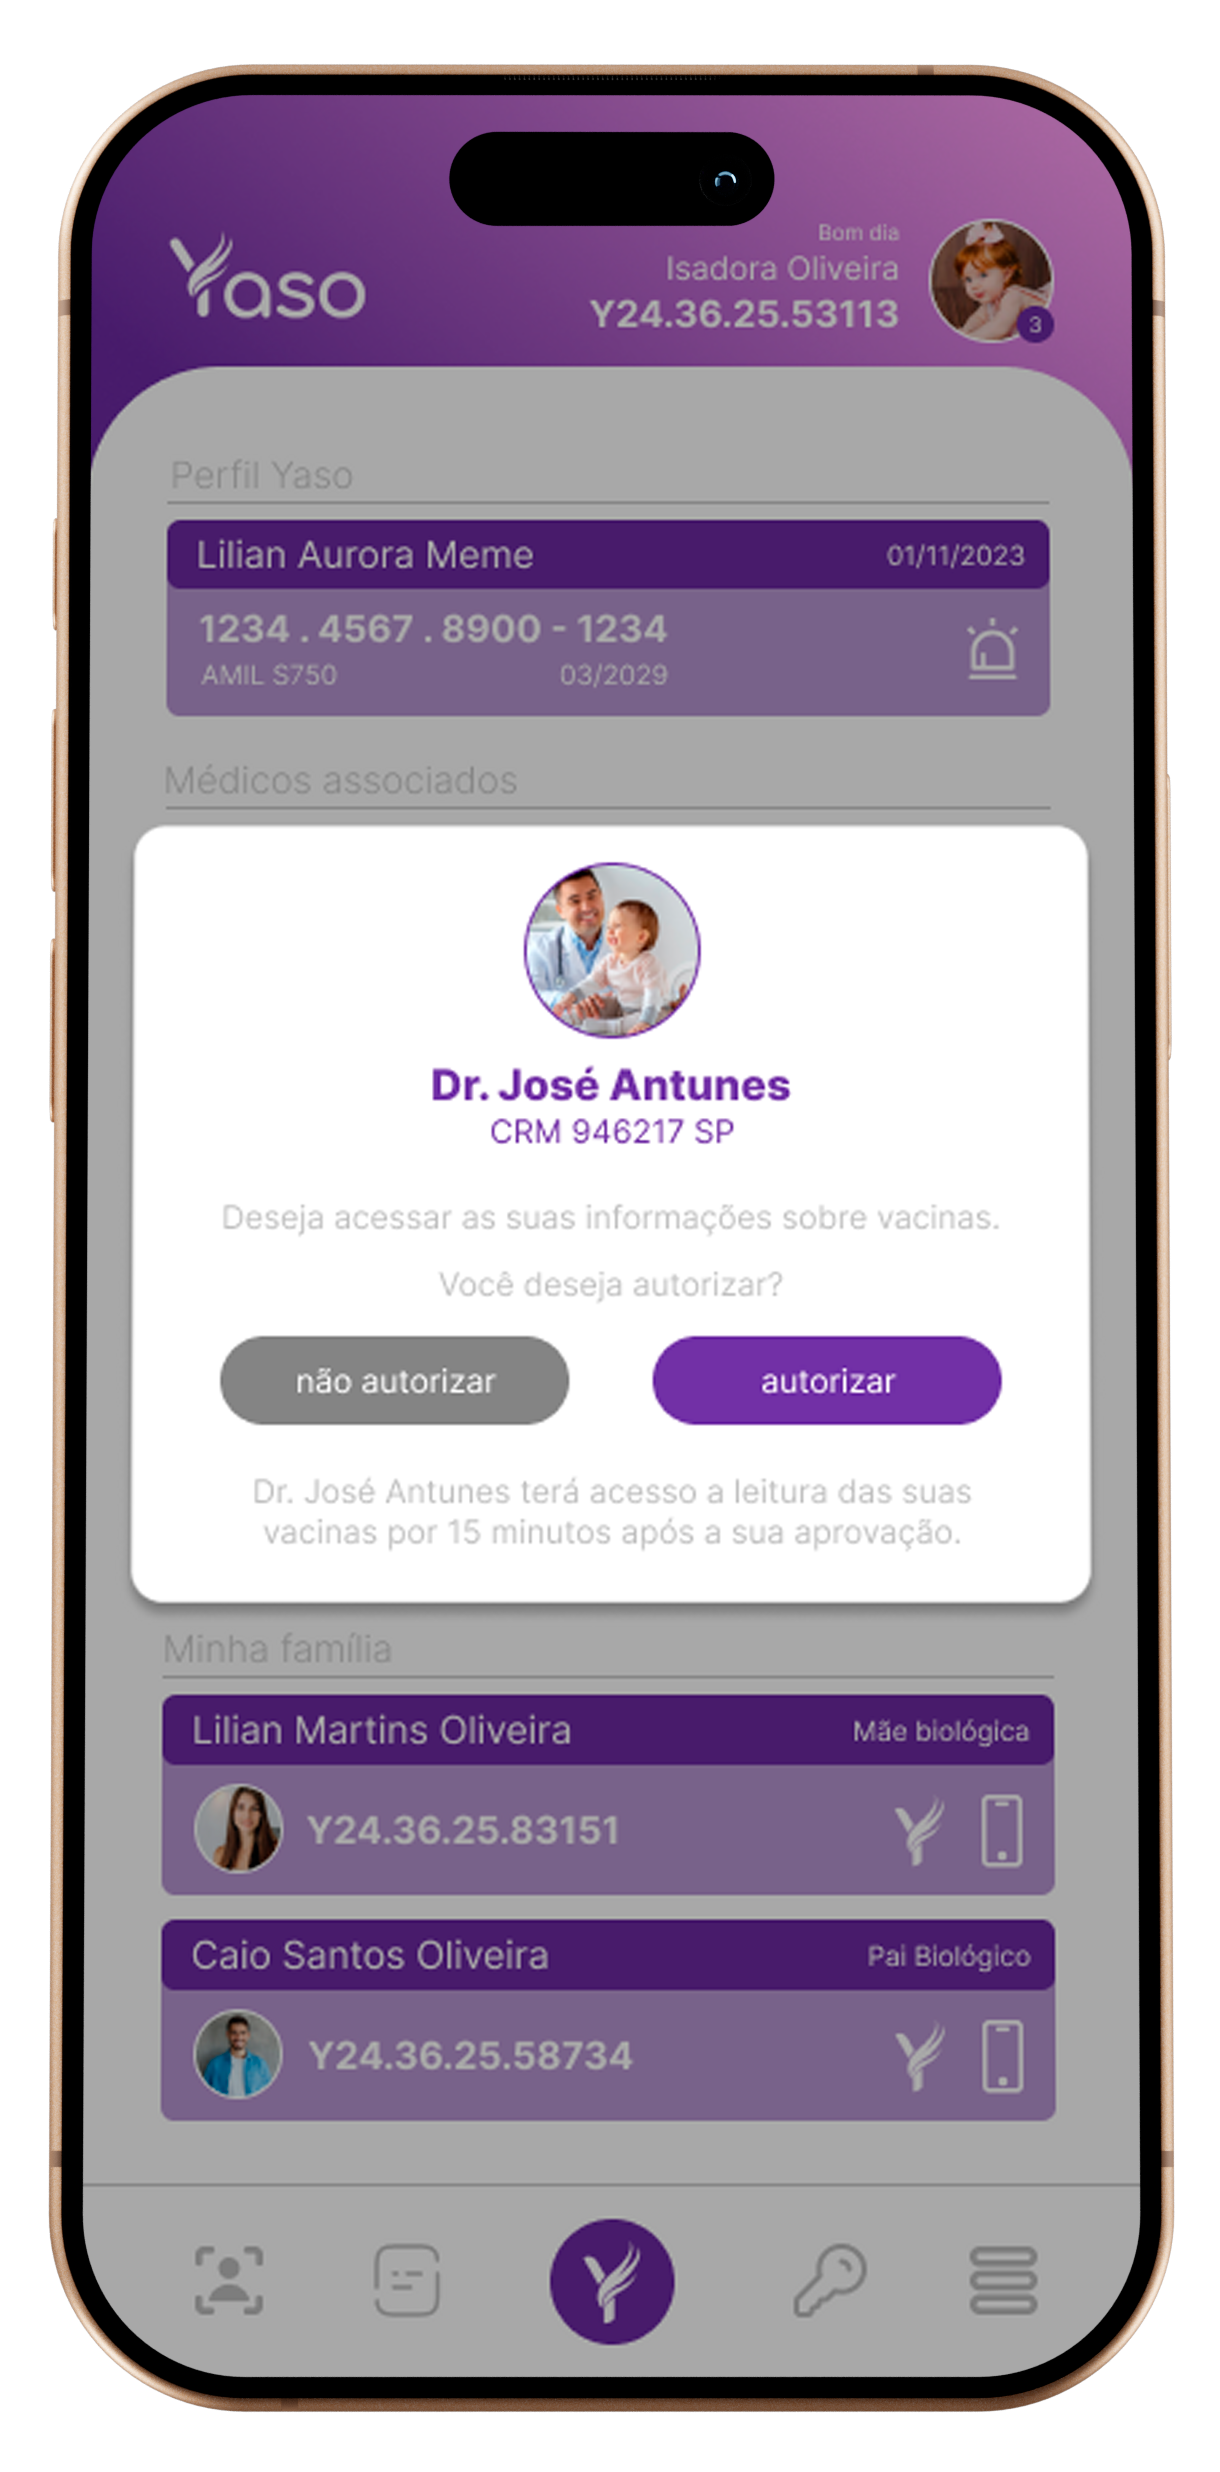 Yaso
Bom dia
Isadora Oliveira
Y24.36.25.53113
3
Perfil Yaso
Lilian Aurora Meme 01/11/2023
1234 . 4567 . 8900 - 1234
AMIL S750 03/2029
Médicos associados
Dr. José Antunes
CRM 946217 SP
Deseja acessar as suas informações sobre vacinas.
Você deseja autorizar?
não autorizar autorizar
Dr. José Antunes terá acesso a leitura das suas
vacinas por 15 minutos após a sua aprovação.
Minha família
Lilian Martins Oliveira Mãe biológica
Y24.36.25.83151
Caio Santos Oliveira Pai Biológico
Y24.36.25.58734